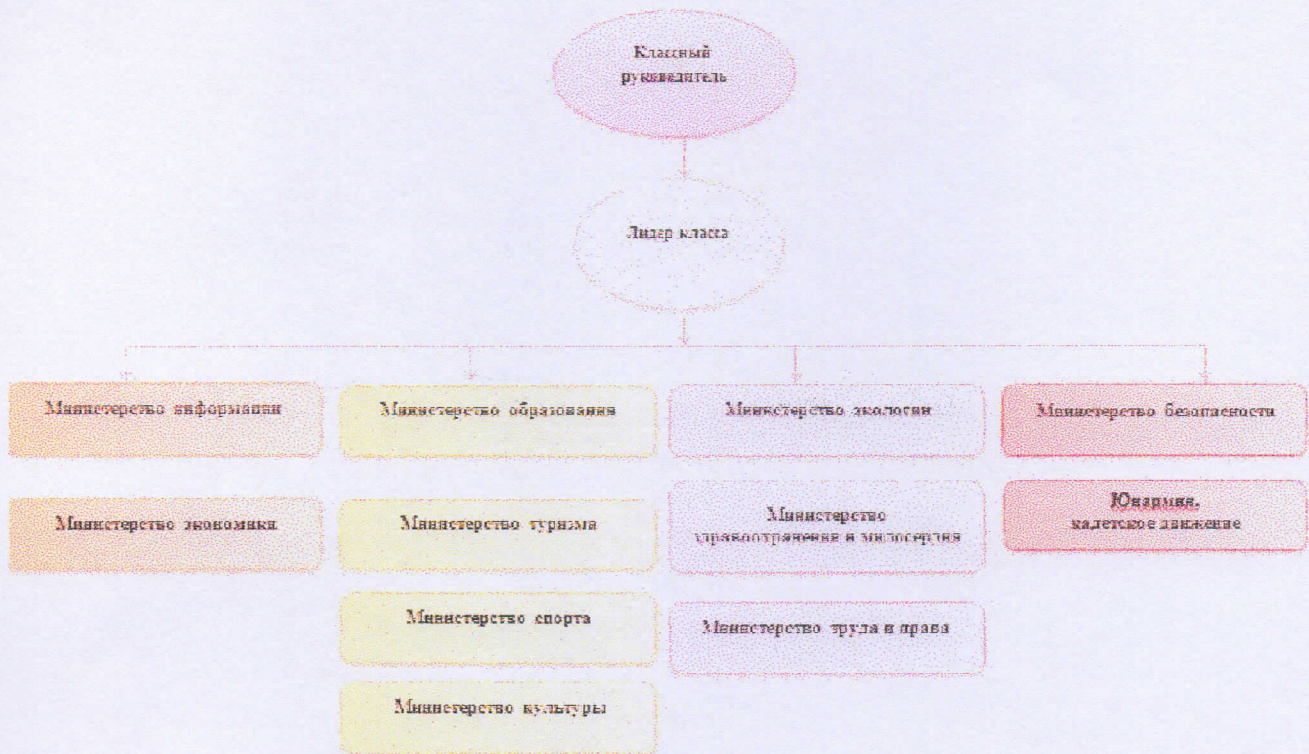 Классный
руководитель
Лидер класса
Министерство информации
Министерство образования
Министерство экологии
Министерство безопасности
Министерство экономики
Министерство туризма
Министерство
здравоохранения и милосердия
Юнармия,
кадетское движение
Министерство спорта
Министерство труда и права
Министерство культуры